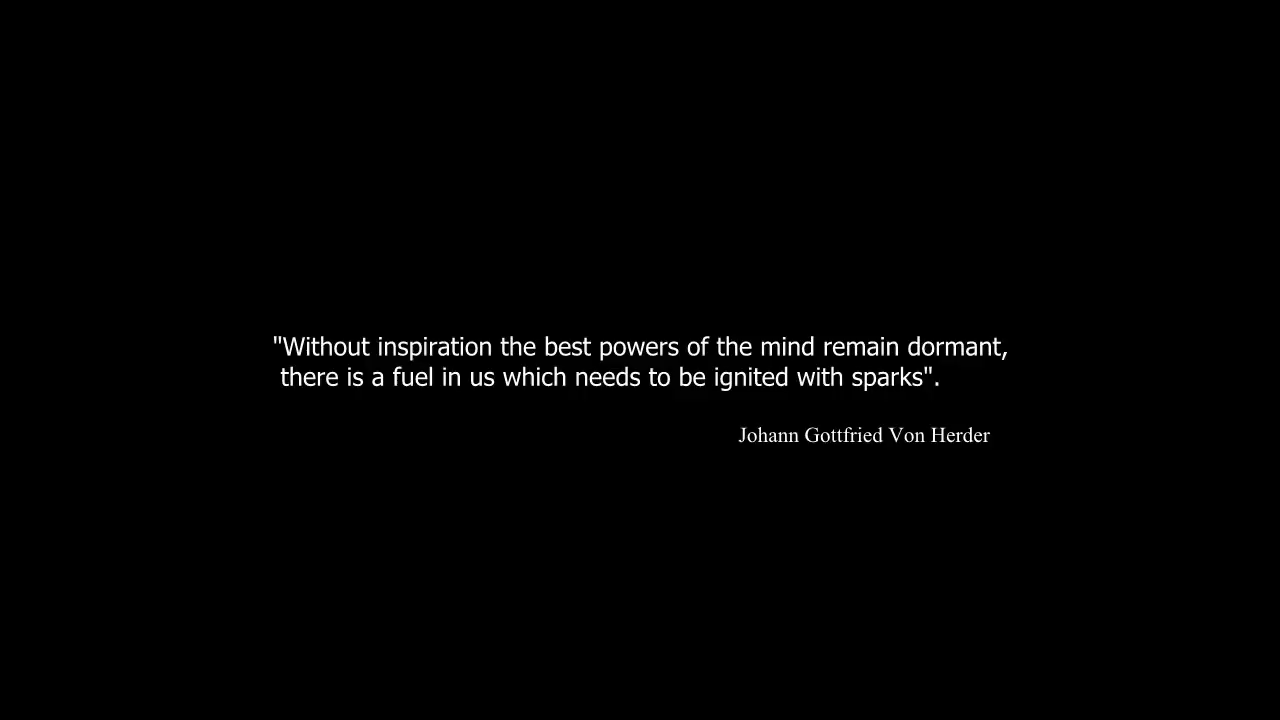 "Without inspiration the best powers of the mind remain dormant,
there is a fuel in us which needs to be ignited with sparks".
Johann Gottfried Von Herder